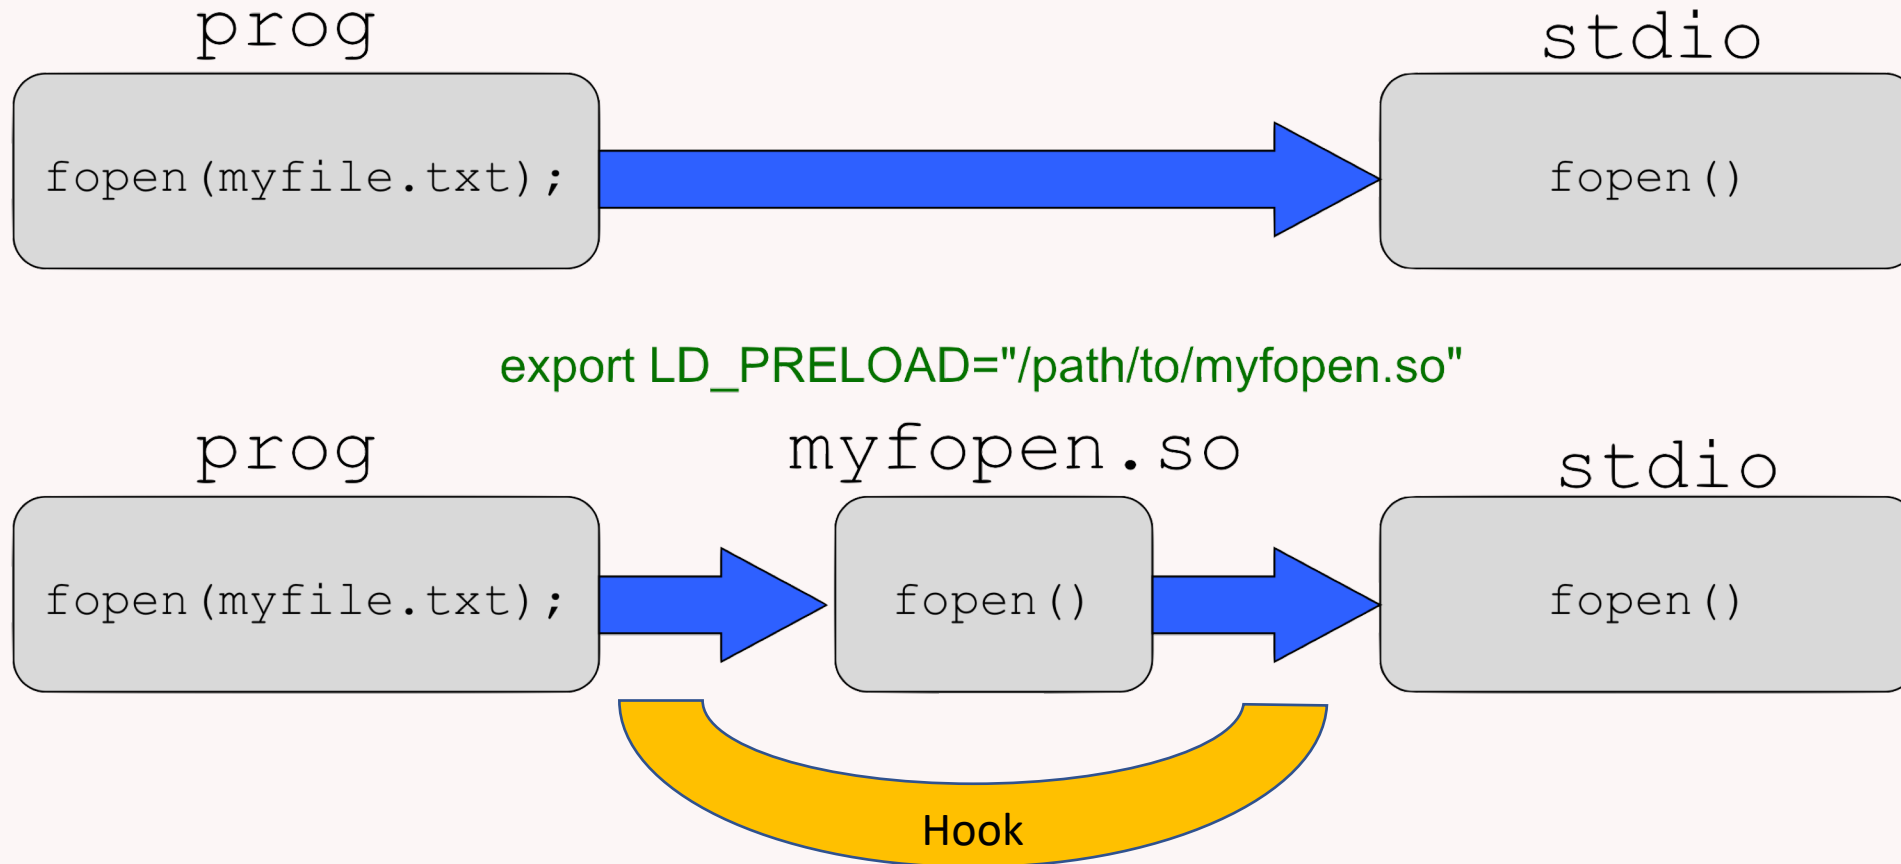 prog
stdio
fopen(myfile.txt);
fopen()
export LD_PRELOAD="/path/to/myfopen.so"
prog
myfopen.so
stdio
fopen(myfile.txt);
fopen()
fopen()
Hook